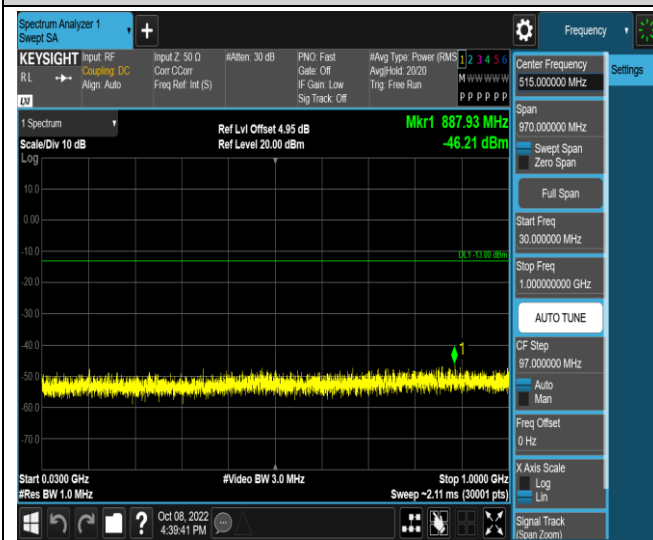 Spectrum Analyzer 1
Swept SA
Frequency
KEYSIGHT
RL
LXI
Input: RF
Coupling: DC
Align: Auto
Input Z: 50 Ω
Corr CCorr
Freq Ref: Int (S)
#Atten: 30 dB
PNO: Fast
Gate: Off
IF Gain: Low
Sig Track: Off
#Avg Type: Power (RMS
Avg|Hold: 20/20
Trig: Free Run
1 2 3 4 5 6
M W W W W W
P P P P P P
1 Spectrum
Scale/Div 10 dB
Log
Ref Lvl Offset 4.95 dB
Ref Level 20.00 dBm
Mkr1 887.93 MHz
-46.21 dBm
10.0
0.00
-10.0
DL1 -13.00 dBm
-20.0
-30.0
-40.0
1
-50.0
-60.0
-70.0
Start 0.0300 GHz
#Res BW 1.0 MHz
#Video BW 3.0 MHz
Stop 1.0000 GHz
Sweep ~2.11 ms (30001 pts)
Oct 08, 2022
4:39:41 PM
Center Frequency
515.000000 MHz
Settings
Span
970.000000 MHz
Swept Span
Zero Span
Full Span
Start Freq
30.000000 MHz
Stop Freq
1.000000000 GHz
AUTO TUNE
CF Step
97.000000 MHz
Auto
Man
Freq Offset
0 Hz
X Axis Scale
Log
Lin
Signal Track
(Span Zoom)